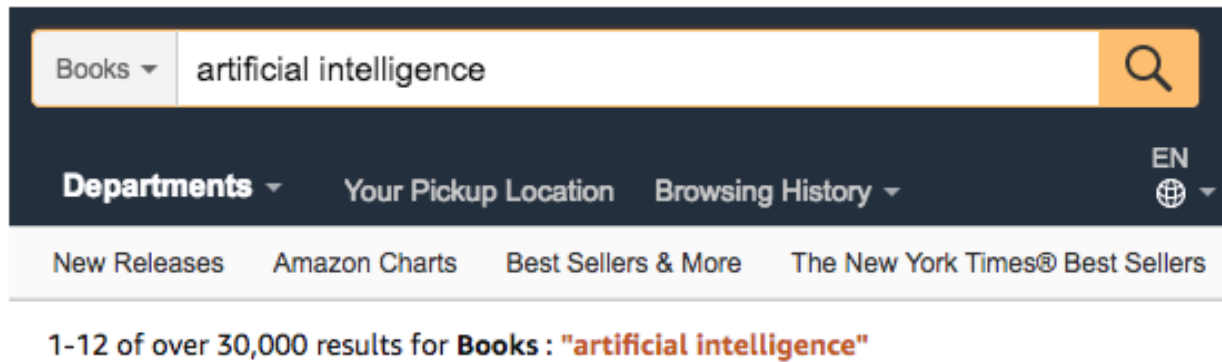 Books artificial intelligence
EN
Departments Your Pickup Location Browsing History
New Releases Amazon Charts Best Sellers & More The New York Times® Best Sellers
1-12 of over 30,000 results for Books : "artificial intelligence"